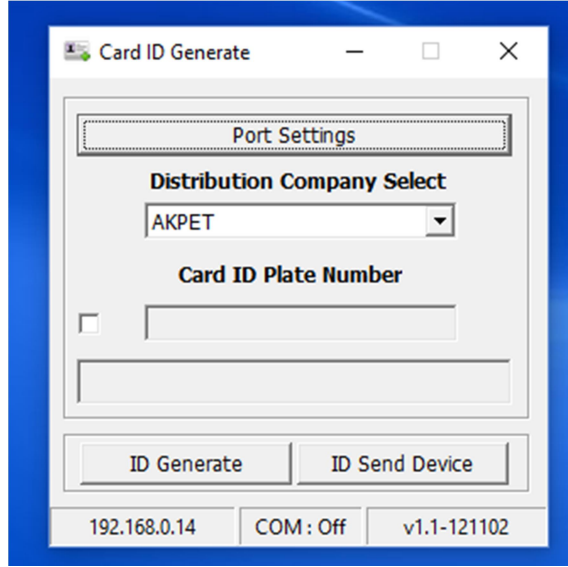 Card ID Generate
Port Settings
Distribution Company Select
AKPET
Card ID Plate Number
ID Generate ID Send Device
192.168.0.14 COM : Off v1.1-121102